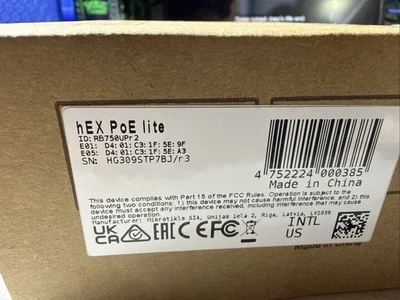 hEX PoE lite
ID: RB750UPr2
E01: D4:01:C3:1F:5E:9F
E05: D4:01:C3:1F:5E:A3
SN: HG309STP7BJ/r3
4 752224 000385
Made in China
This device complies with Part 15 of the FCC Rules. Operation is subject to the
following two conditions: 1) this device may not cause harmful interference, and 2) this
device must accept any interference received, including interference that may cause
undesired operation.
Manufacturer: Mikrotikls SIA, Unijas iela 2, Riga, Latvia, LV1039
UK CA EAC CE FC INTL
US
Made in China